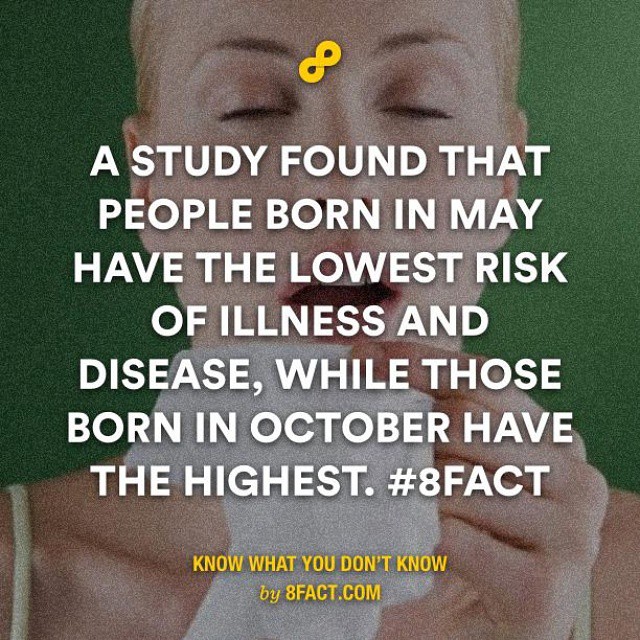 A STUDY FOUND THAT
PEOPLE BORN IN MAY
HAVE THE LOWEST RISK
OF ILLNESS AND
DISEASE, WHILE THOSE
BORN IN OCTOBER HAVE
THE HIGHEST. #8FACT
KNOW WHAT YOU DON'T KNOW
by 8FACT.COM